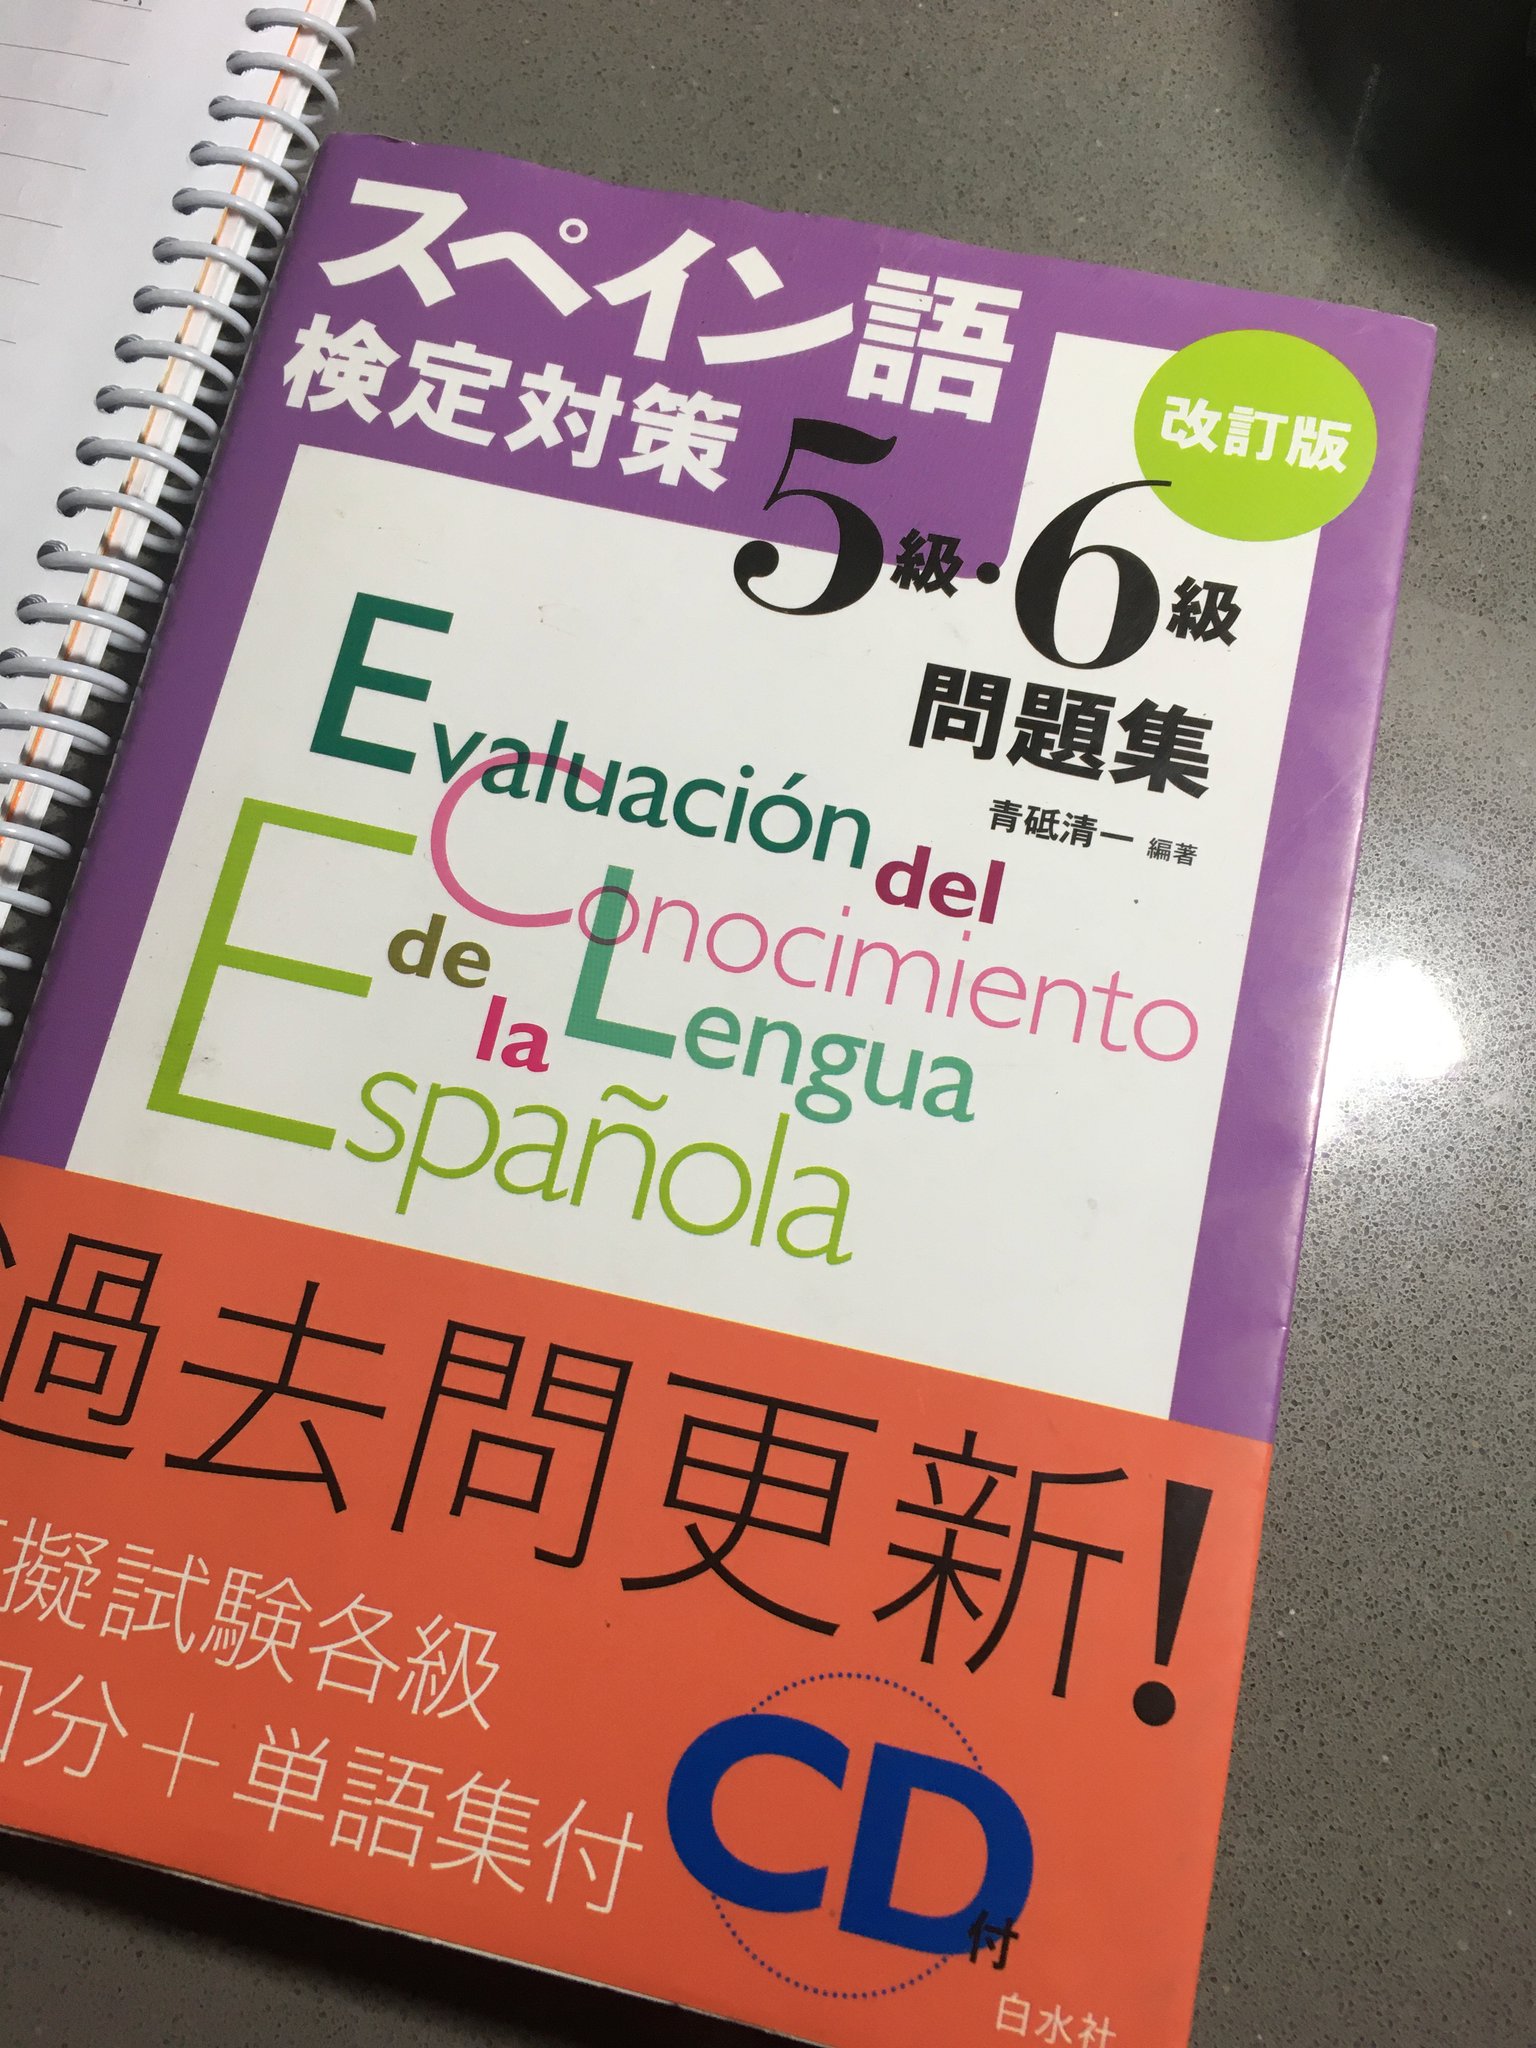 スペイン語
検定対策
5級・6級
改訂版
問題集
青砥清一 編著
Evaluación del
Conocimiento
de
la Lengua
Española
過去問更新!
擬試験各級
回分+単語集付
CD付
白水社